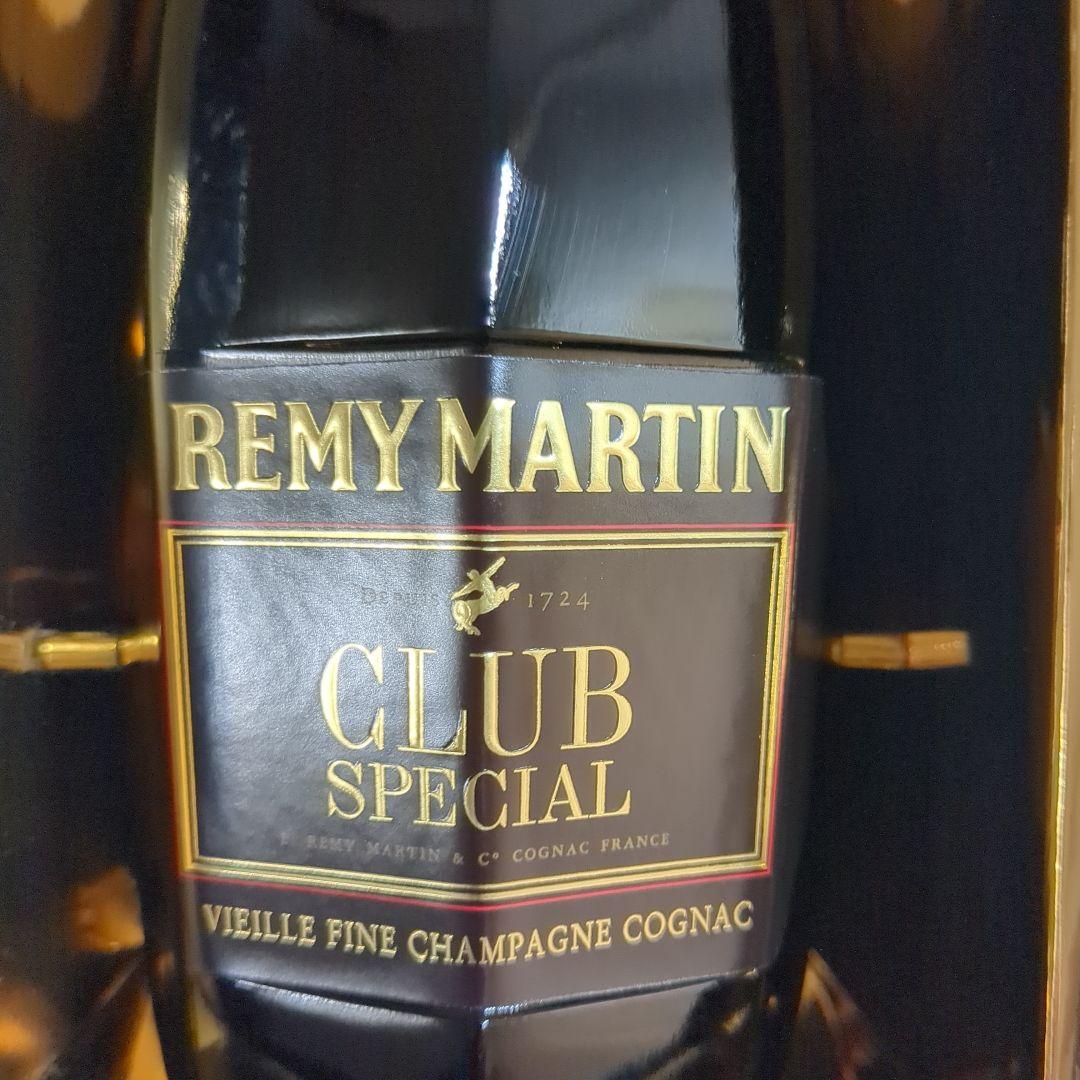 REMY MARTIN
DEPUIS 1724
CLUB
SPECIAL
E. REMY MARTIN & Cº COGNAC FRANCE
VIEILLE FINE CHAMPAGNE COGNAC